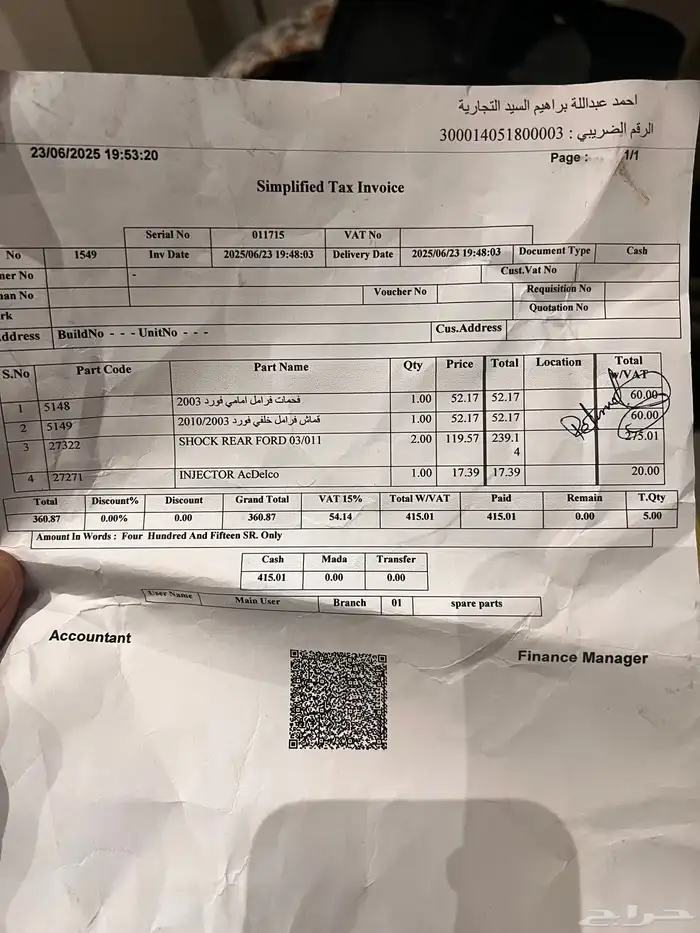 احمد عبداللة براهيم السيد التجارية
الرقم الضريبي : 300014051800003
23/06/2025 19:53:20
Page : 1/1
Simplified Tax Invoice
Serial No 011715 VAT No
No 1549 Inv Date 2025/06/23 19:48:03 Delivery Date 2025/06/23 19:48:03 Document Type Cash
ner No - Cust.Vat No
nan No Voucher No Requisition No
rk Quotation No
ddress BuildNo - - - UnitNo - - - Cus.Address
S.No Part Code Part Name Qty Price Total Location Total W/VAT
1 5148 فحمات فرامل امامي فورد 2003 1.00 52.17 52.17 60.00
2 5149 قماش فرامل خلفي فورد 2010/2003 1.00 52.17 52.17 60.00
3 27322 SHOCK REAR FORD 03/011 2.00 119.57 239.14 275.01
4 27271 INJECTOR AcDelco 1.00 17.39 17.39 20.00
Total Discount% Discount Grand Total VAT 15% Total W/VAT Paid Remain T.Qty
360.87 0.00% 0.00 360.87 54.14 415.01 415.01 0.00 5.00
Amount In Words : Four Hundred And Fifteen SR. Only
Cash Mada Transfer
415.01 0.00 0.00
User Name Main User Branch 01 spare parts
Accountant
Finance Manager
حراج